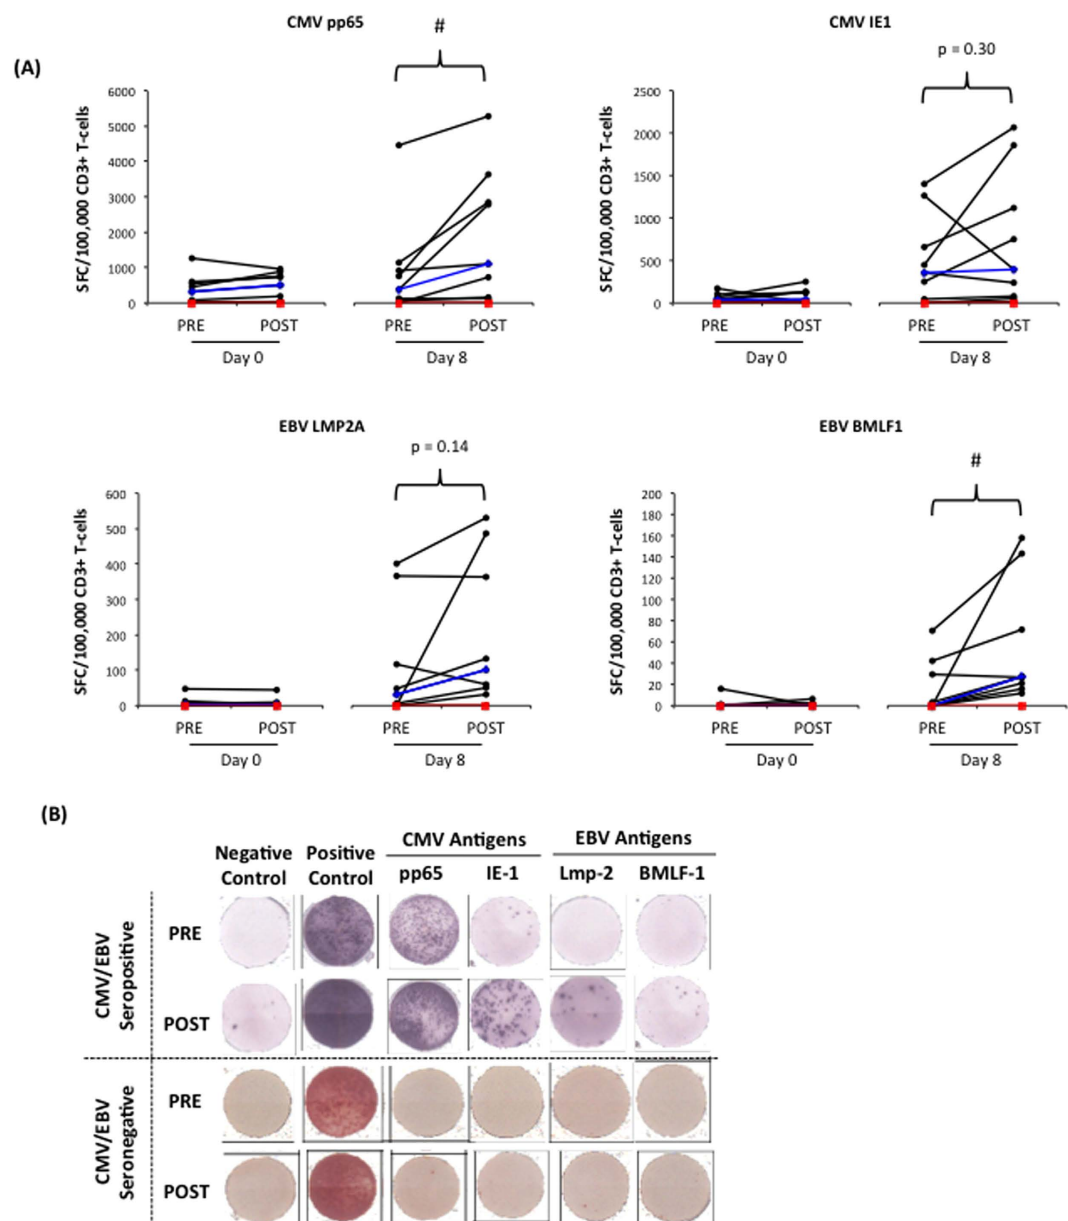 (A)
CMV pp65
#
SFC/100,000 CD3+ T-cells
6000
5000
4000
3000
2000
1000
0
PRE POST PRE POST
Day 0 Day 8
CMV IE1
p = 0.30
SFC/100,000 CD3+ T-cells
2500
2000
1500
1000
500
0
PRE POST PRE POST
Day 0 Day 8
EBV LMP2A
p = 0.14
SFC/100,000 CD3+ T-cells
600
500
400
300
200
100
0
PRE POST PRE POST
Day 0 Day 8
EBV BMLF1
#
SFC/100,000 CD3+ T-cells
200
180
160
140
120
100
80
60
40
20
0
PRE POST PRE POST
Day 0 Day 8
(B)
Negative Control
Positive Control
CMV Antigens
EBV Antigens
pp65 IE-1 Lmp-2 BMLF-1
CMV/EBV
Seropositive
PRE
POST
CMV/EBV
Seronegative
PRE
POST